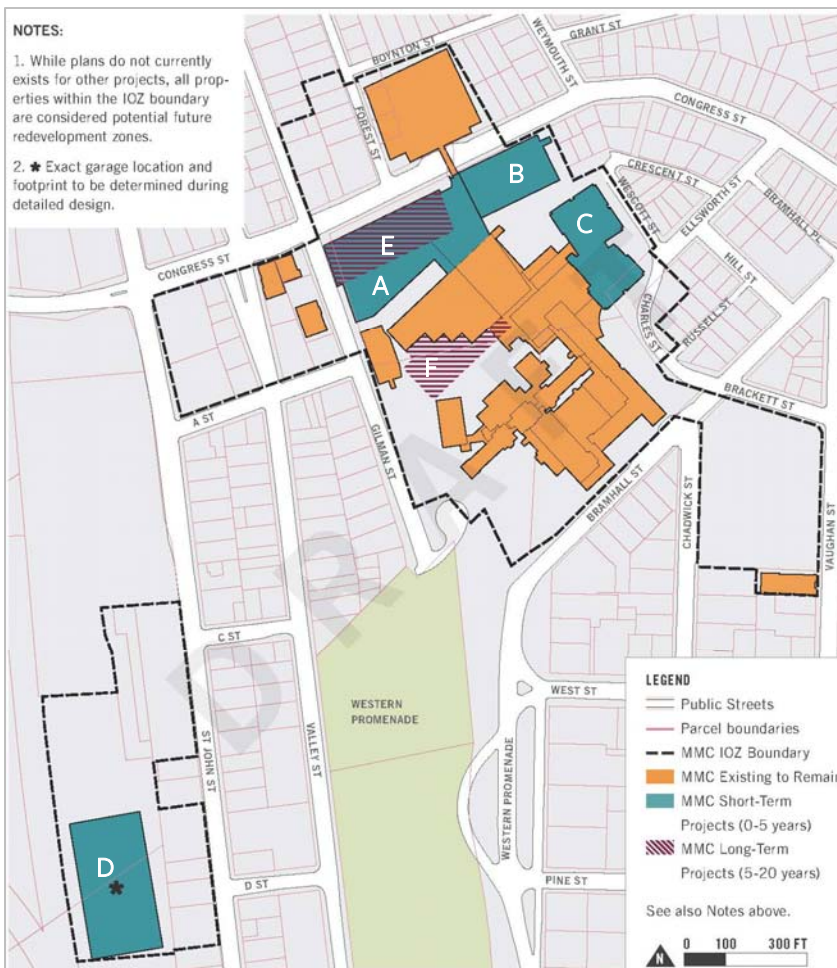 NOTES:
1. While plans do not currently
exists for other projects, all prop-
erties within the IOZ boundary
are considered potential future
redevelopment zones.
2. * Exact garage location and
footprint to be determined during
detailed design.
BOYNTON ST
WEYMOUTH ST
GRANT ST
FOREST ST
CONGRESS ST
CRESCENT ST
WESCOTT ST
ELLSWORTH ST
BRAMHALL PL
B
C
E
A
CONGRESS ST
HILL ST
CHARLES ST
RUSSELL ST
F
BRACKETT ST
A ST
GILMAN ST
BRAMHALL ST
CHADWICK ST
VAUGHAN ST
DRAFT
C ST
WESTERN
PROMENADE
WEST ST
ST JOHN ST
VALLEY ST
WESTERN PROMENADE
D
*
D ST
PINE ST
LEGEND
Public Streets
Parcel boundaries
MMC IOZ Boundary
MMC Existing to Remain
MMC Short-Term
Projects (0-5 years)
MMC Long-Term
Projects (5-20 years)
See also Notes above.
N
0 100 300 FT